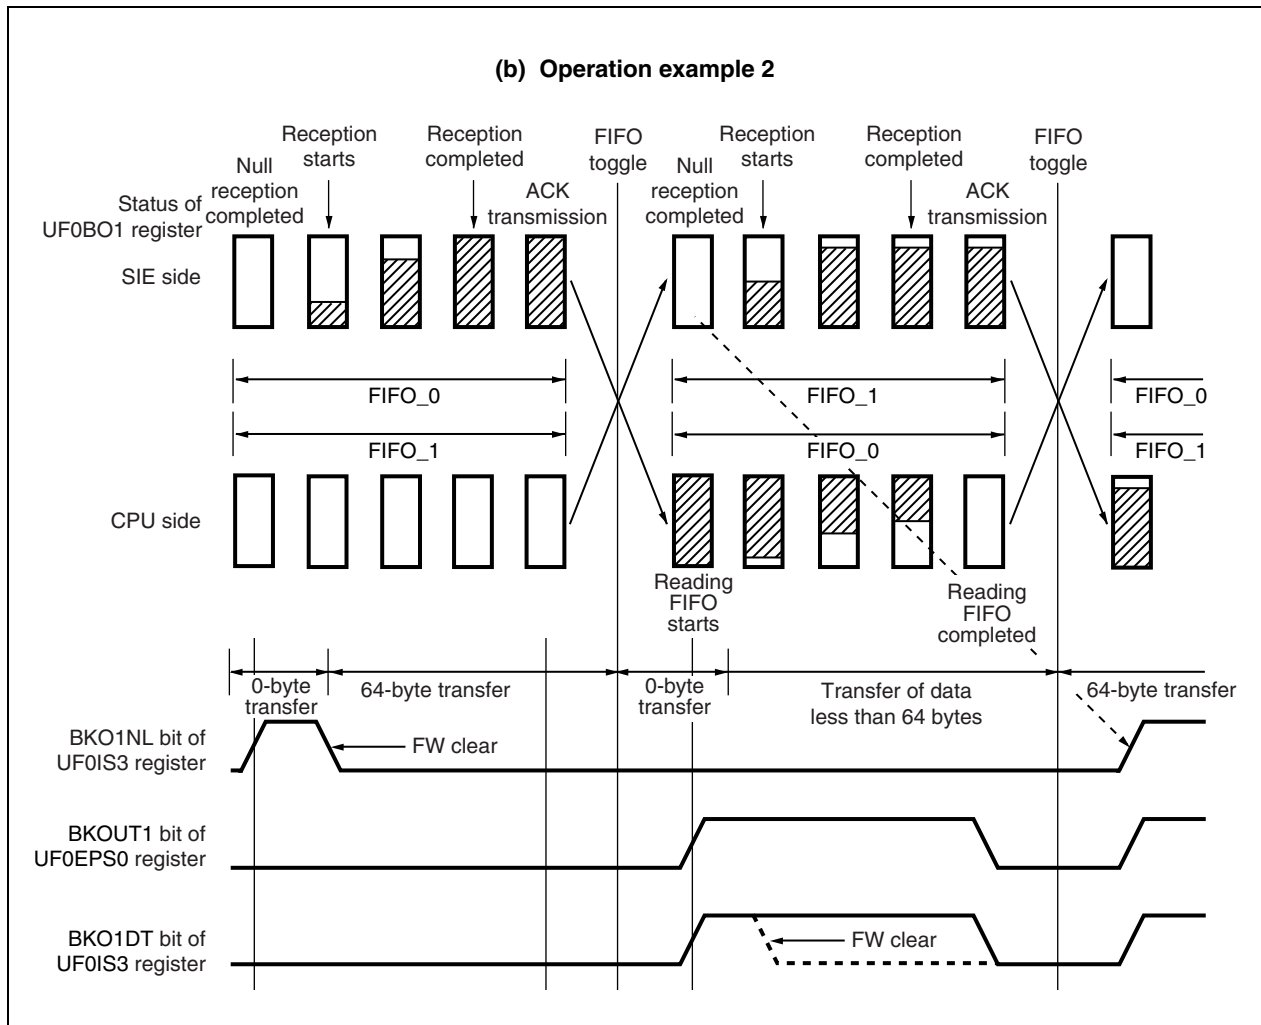 (b) Operation example 2
Reception
starts
Reception
completed
FIFO
toggle
Reception
starts
Reception
completed
FIFO
toggle
Null
reception
completed
ACK
transmission
Null
reception
completed
ACK
transmission
Status of
UF0BO1 register
SIE side
FIFO_0
FIFO_1
FIFO_0
FIFO_1
FIFO_0
FIFO_1
CPU side
Reading
FIFO
starts
Reading
FIFO
completed
0-byte
transfer
64-byte transfer
0-byte
transfer
Transfer of data
less than 64 bytes
64-byte transfer
BKO1NL bit of
UF0IS3 register
FW clear
BKOUT1 bit of
UF0EPS0 register
BKO1DT bit of
UF0IS3 register
FW clear